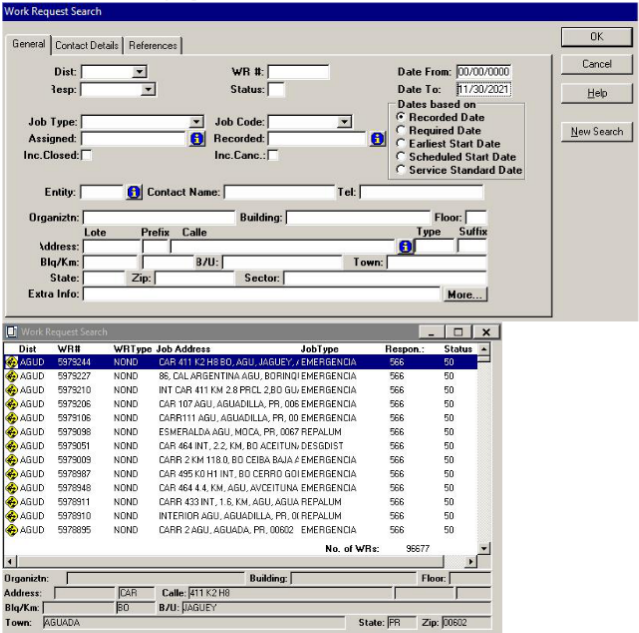 Work Request Search
General Contact Details References
OK
Cancel
Help
New Search
Dist: WR #: Date From: 00/00/0000
Resp: Status: Date To: 11/30/2021
Dates based on
Recorded Date
Required Date
Earliest Start Date
Scheduled Start Date
Service Standard Date
Job Type: Job Code:
Assigned: Recorded:
Inc.Closed: Inc.Canc.:
Entity: Contact Name: Tel:
Organiztn: Building: Floor:
Lote Prefix Calle Type Suffix
Address:
Blq/Km: B/U: Town:
State: Zip: Sector:
Extra Info: More...
Work Request Search
Dist WR# WRType Job Address JobType Respon.: Status
AGUD 5979244 NOND CAR 411 K2 H8 BO, AGU, JAGUEY, EMERGENCIA 566 50
AGUD 5979227 NOND 86, CAL ARGENTINA AGU, BORINQ EMERGENCIA 566 50
AGUD 5979210 NOND INT CAR 411 KM 2.8 PRCL 2,BO GU EMERGENCIA 566 50
AGUD 5979206 NOND CAR 107 AGU, AGUADILLA, PR, 006 EMERGENCIA 566 50
AGUD 5979106 NOND CARR111 AGU, AGUADILLA, PR, 00 EMERGENCIA 566 50
AGUD 5979098 NOND ESMERALDA AGU, MOCA, PR, 0067 REPALUM 566 50
AGUD 5979051 NOND CAR 464 INT, 2.2, KM, BO ACEITUN DESGDIST 566 50
AGUD 5979009 NOND CARR 2 KM 118.0, BO CEIBA BAJA EMERGENCIA 566 50
AGUD 5978987 NOND CAR 495 K0 H1 INT, BO CERRO GO EMERGENCIA 566 50
AGUD 5978948 NOND CAR 464 4.4, KM, AGU, AVCEITUNA EMERGENCIA 566 50
AGUD 5978911 NOND CARR 433 INT, 1.6, KM, AGU, AGUA REPALUM 566 50
AGUD 5978910 NOND INTERIOR AGU, AGUADILLA, PR, 0 REPALUM 566 50
AGUD 5978895 NOND CARR 2 AGU, AGUADA, PR, 00602 EMERGENCIA 566 50
No. of WRs: 96677
Organiztn: Building: Floor:
Address: CAR Calle: 411 K2 H8
Blq/Km: BO B/U: JAGUEY
Town: AGUADA State: PR Zip: 00602